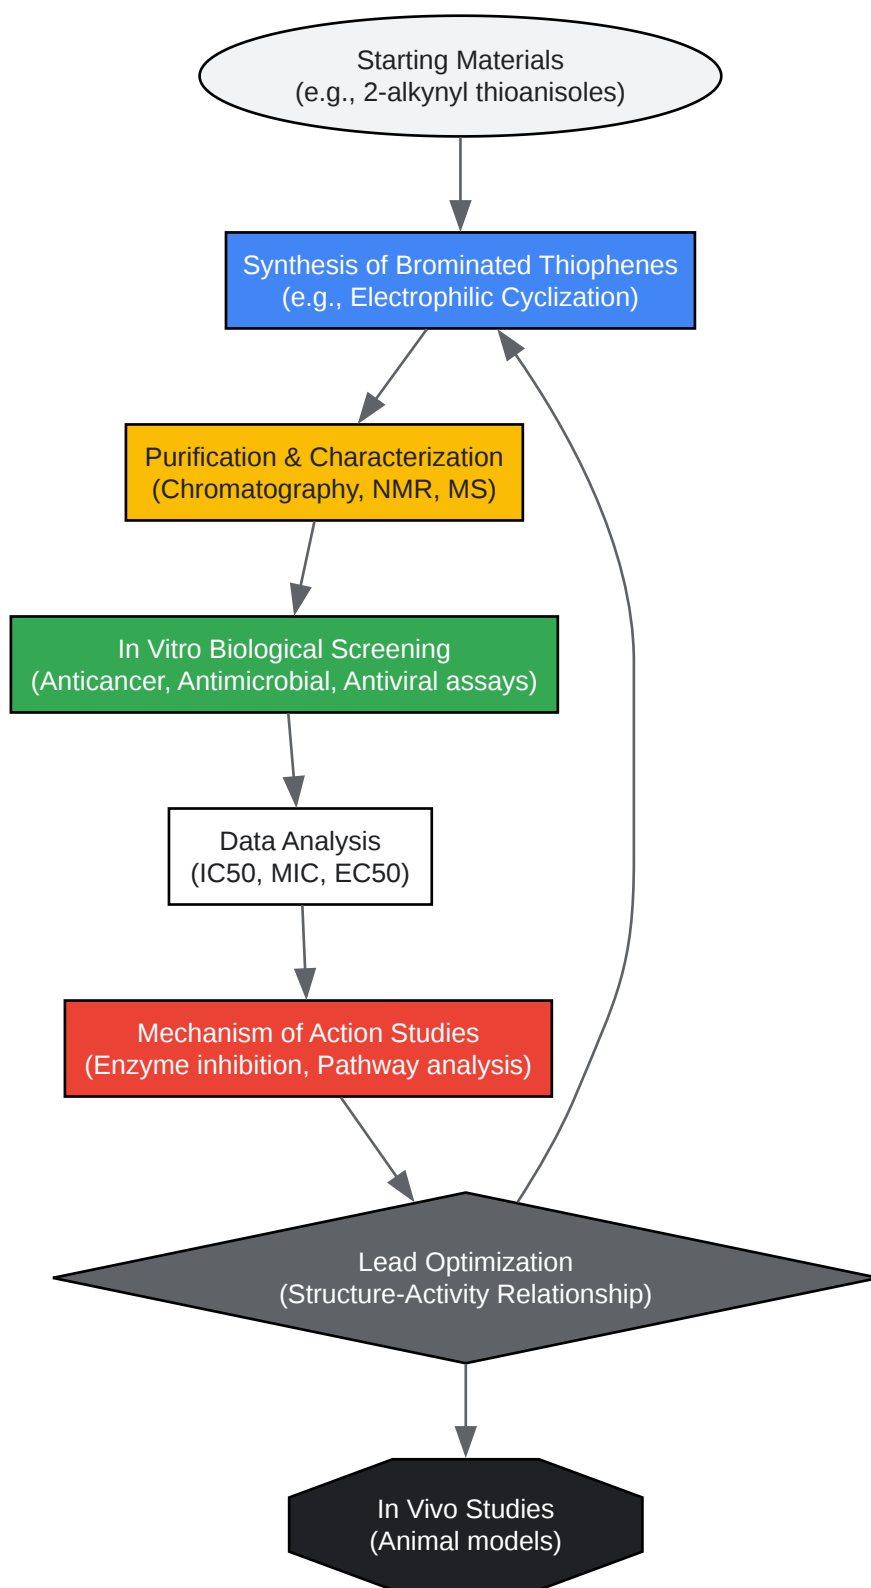 Starting Materials
(e.g., 2-alkynyl thioanisoles)
Synthesis of Brominated Thiophenes
(e.g., Electrophilic Cyclization)
Purification & Characterization
(Chromatography, NMR, MS)
In Vitro Biological Screening
(Anticancer, Antimicrobial, Antiviral assays)
Data Analysis
(IC50, MIC, EC50)
Mechanism of Action Studies
(Enzyme inhibition, Pathway analysis)
Lead Optimization
(Structure-Activity Relationship)
In Vivo Studies
(Animal models)